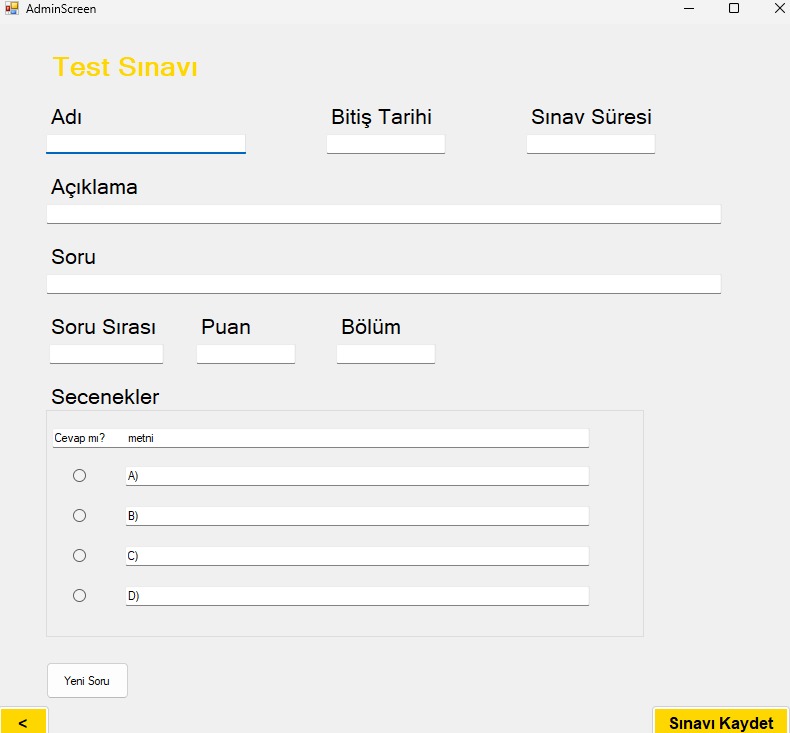 AdminScreen
Test Sınavı
Adı Bitiş Tarihi Sınav Süresi
Açıklama
Soru
Soru Sırası Puan Bölüm
Secenekler
Cevap mı? metni
A)
B)
C)
D)
Yeni Soru
< Sınavı Kaydet